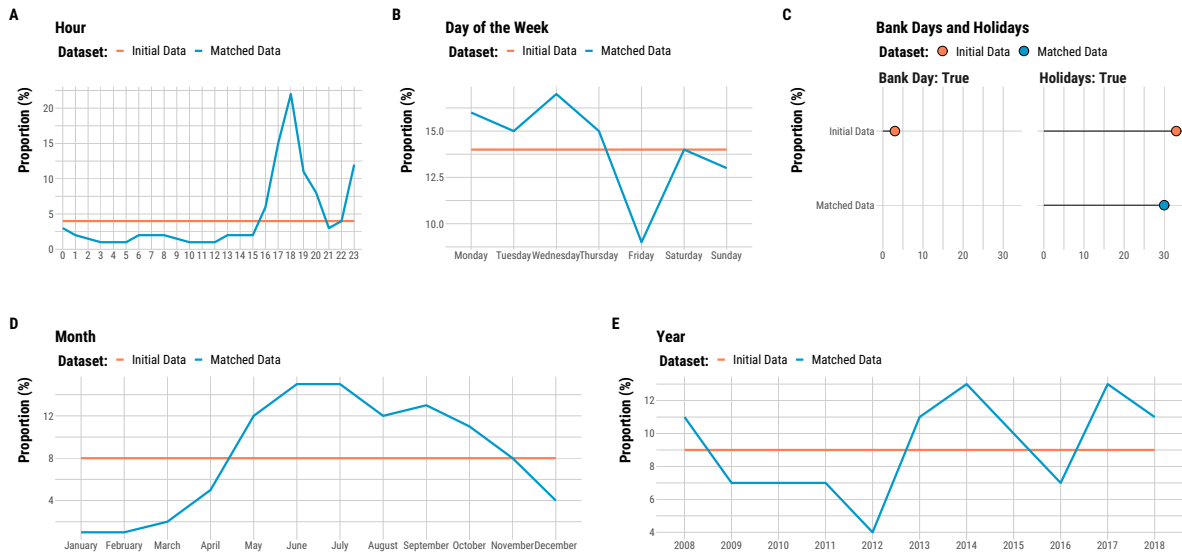 A
Hour
Dataset: Initial Data Matched Data
Proportion (%)
20
15
10
5
0
0 1 2 3 4 5 6 7 8 9 10 11 12 13 14 15 16 17 18 19 20 21 22 23
B
Day of the Week
Dataset: Initial Data Matched Data
Proportion (%)
15.0
12.5
10.0
Monday Tuesday Wednesday Thursday Friday Saturday Sunday
C
Bank Days and Holidays
Dataset: Initial Data Matched Data
Bank Day: True Holidays: True
Proportion (%)
Initial Data
Matched Data
0 10 20 30 0 10 20 30
D
Month
Dataset: Initial Data Matched Data
Proportion (%)
12
8
4
January February March April May June July August September October November December
E
Year
Dataset: Initial Data Matched Data
Proportion (%)
12
10
8
6
4
2008 2009 2010 2011 2012 2013 2014 2015 2016 2017 2018